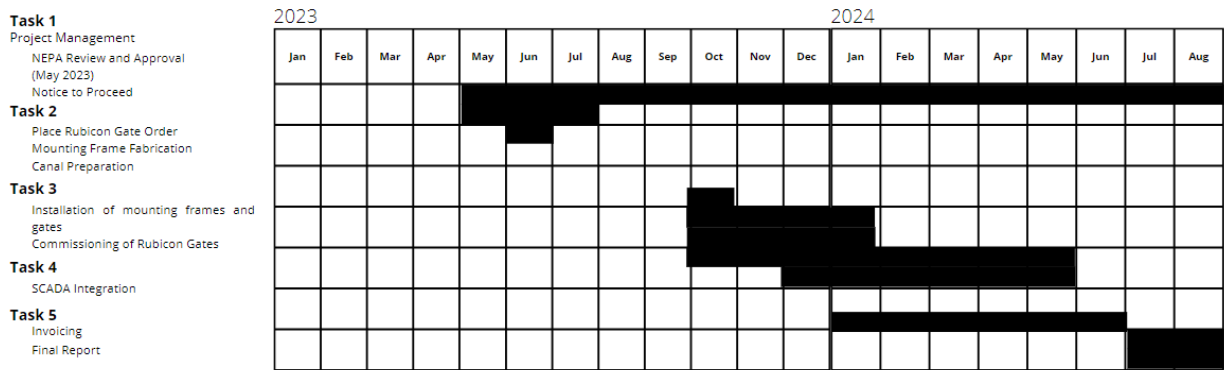 2023 2024
Task 1
Project Management
Jan Feb Mar Apr May Jun Jul Aug Sep Oct Nov Dec Jan Feb Mar Apr May Jun Jul Aug
NEPA Review and Approval
(May 2023)
Notice to Proceed
Task 2
Place Rubicon Gate Order
Mounting Frame Fabrication
Canal Preparation
Task 3
Installation of mounting frames and
gates
Commissioning of Rubicon Gates
Task 4
SCADA Integration
Task 5
Invoicing
Final Report